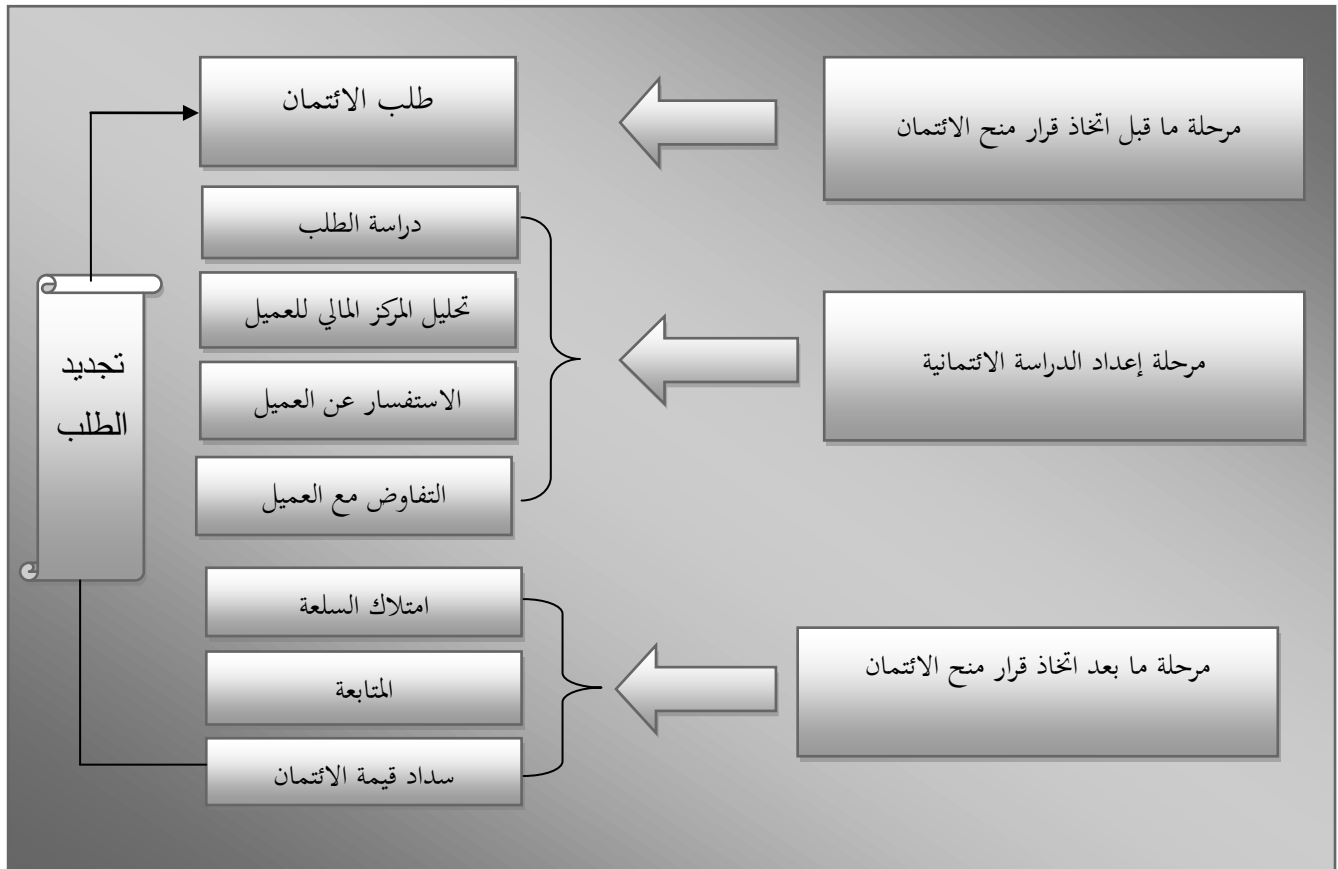 مرحلة ما قبل اتخاذ قرار منح الائتمان
طلب الائتمان
مرحلة إعداد الدراسة الائتمانية
دراسة الطلب
تحليل المركز المالي للعميل
الاستفسار عن العميل
التفاوض مع العميل
مرحلة ما بعد اتخاذ قرار منح الائتمان
امتلاك السلعة
المتابعة
سداد قيمة الائتمان
تجديد
الطلب